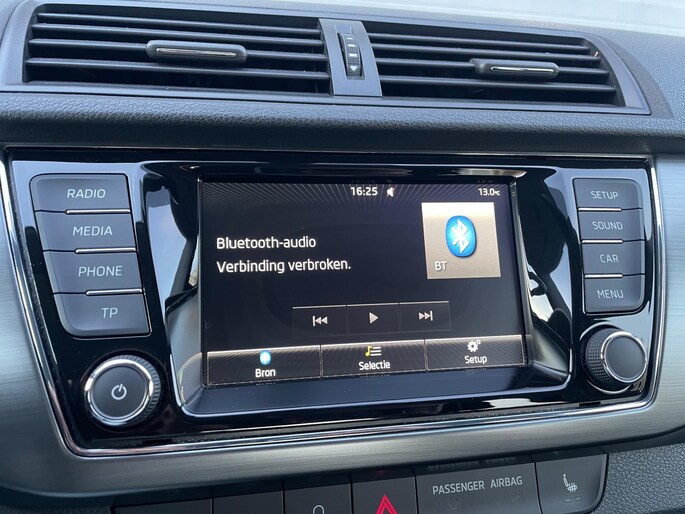 RADIO
MEDIA
PHONE
TP
16:25
13.0°C
Bluetooth-audio
Verbinding verbroken.
BT
Bron
Selectie
Setup
SETUP
SOUND
CAR
MENU
PASSENGER AIRBAG